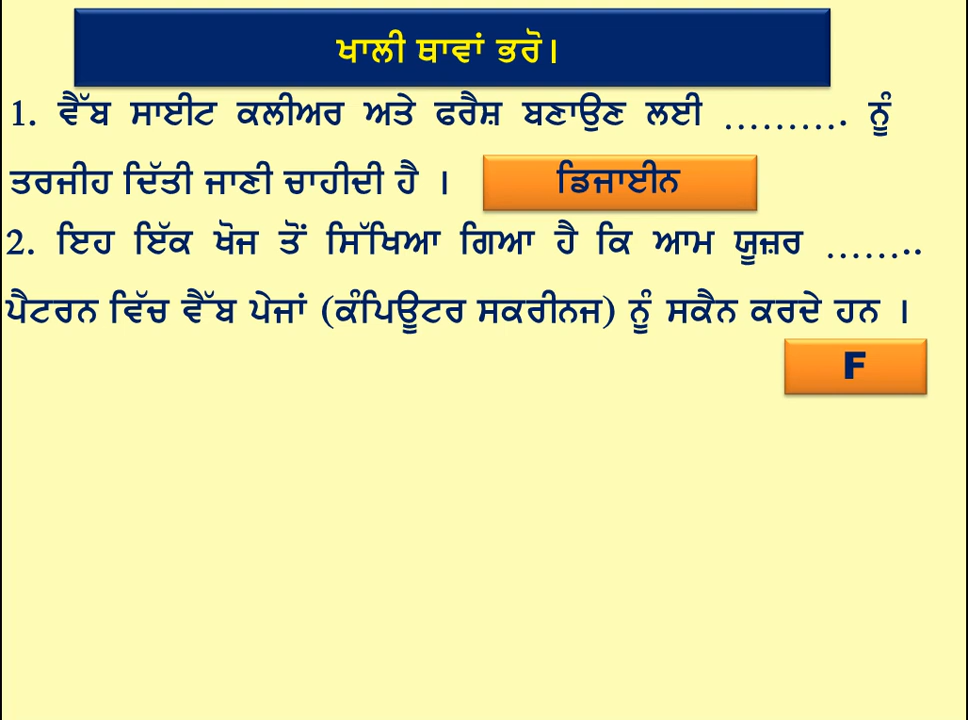 ਖਾਲੀ ਥਾਵਾਂ ਭਰੋ।
1. ਵੈੱਬ ਸਾਈਟ ਕਲੀਅਰ ਅਤੇ ਫਰੈਸ਼ ਬਣਾਉਣ ਲਈ ………. ਨੂੰ
ਤਰਜੀਹ ਦਿੱਤੀ ਜਾਣੀ ਚਾਹੀਦੀ ਹੈ । ਡਿਜਾਈਨ
2. ਇਹ ਇੱਕ ਖੋਜ ਤੋਂ ਸਿੱਖਿਆ ਗਿਆ ਹੈ ਕਿ ਆਮ ਯੂਜ਼ਰ ……..
ਪੈਟਰਨ ਵਿੱਚ ਵੈੱਬ ਪੇਜਾਂ (ਕੰਪਿਊਟਰ ਸਕਰੀਨਜ) ਨੂੰ ਸਕੈਨ ਕਰਦੇ ਹਨ ।
F